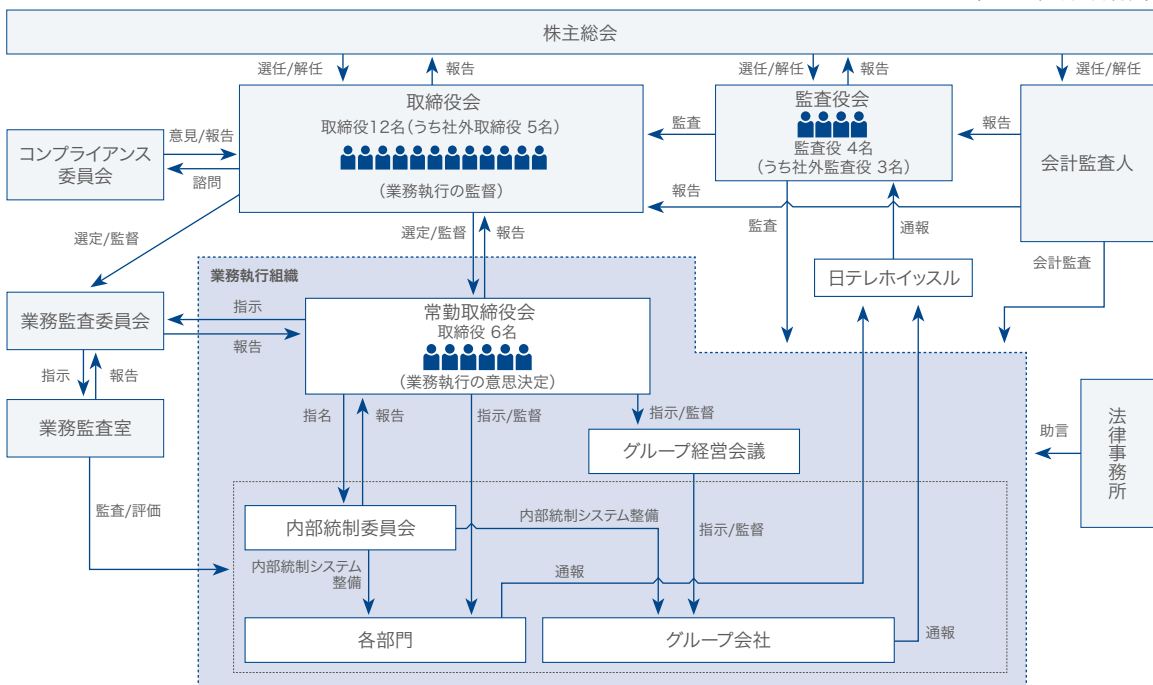 株主総会
選任/解任
報告
選任/解任
報告
選任/解任
取締役会
取締役12名(うち社外取締役 5名)
(業務執行の監督)
監査
監査役会
監査役 4名
(うち社外監査役 3名)
報告
会計監査人
コンプライアンス
委員会
意見/報告
諮問
報告
選定/監督
選定/監督
報告
監査
通報
会計監査
業務執行組織
日テレホイッスル
業務監査委員会
指示
報告
常勤取締役会
取締役 6名
(業務執行の意思決定)
指示
報告
業務監査室
指名
報告
指示/監督
指示/監督
グループ経営会議
助言
法律事務所
監査/評価
内部統制委員会
内部統制システム整備
指示/監督
内部統制システム
整備
通報
各部門
グループ会社
通報